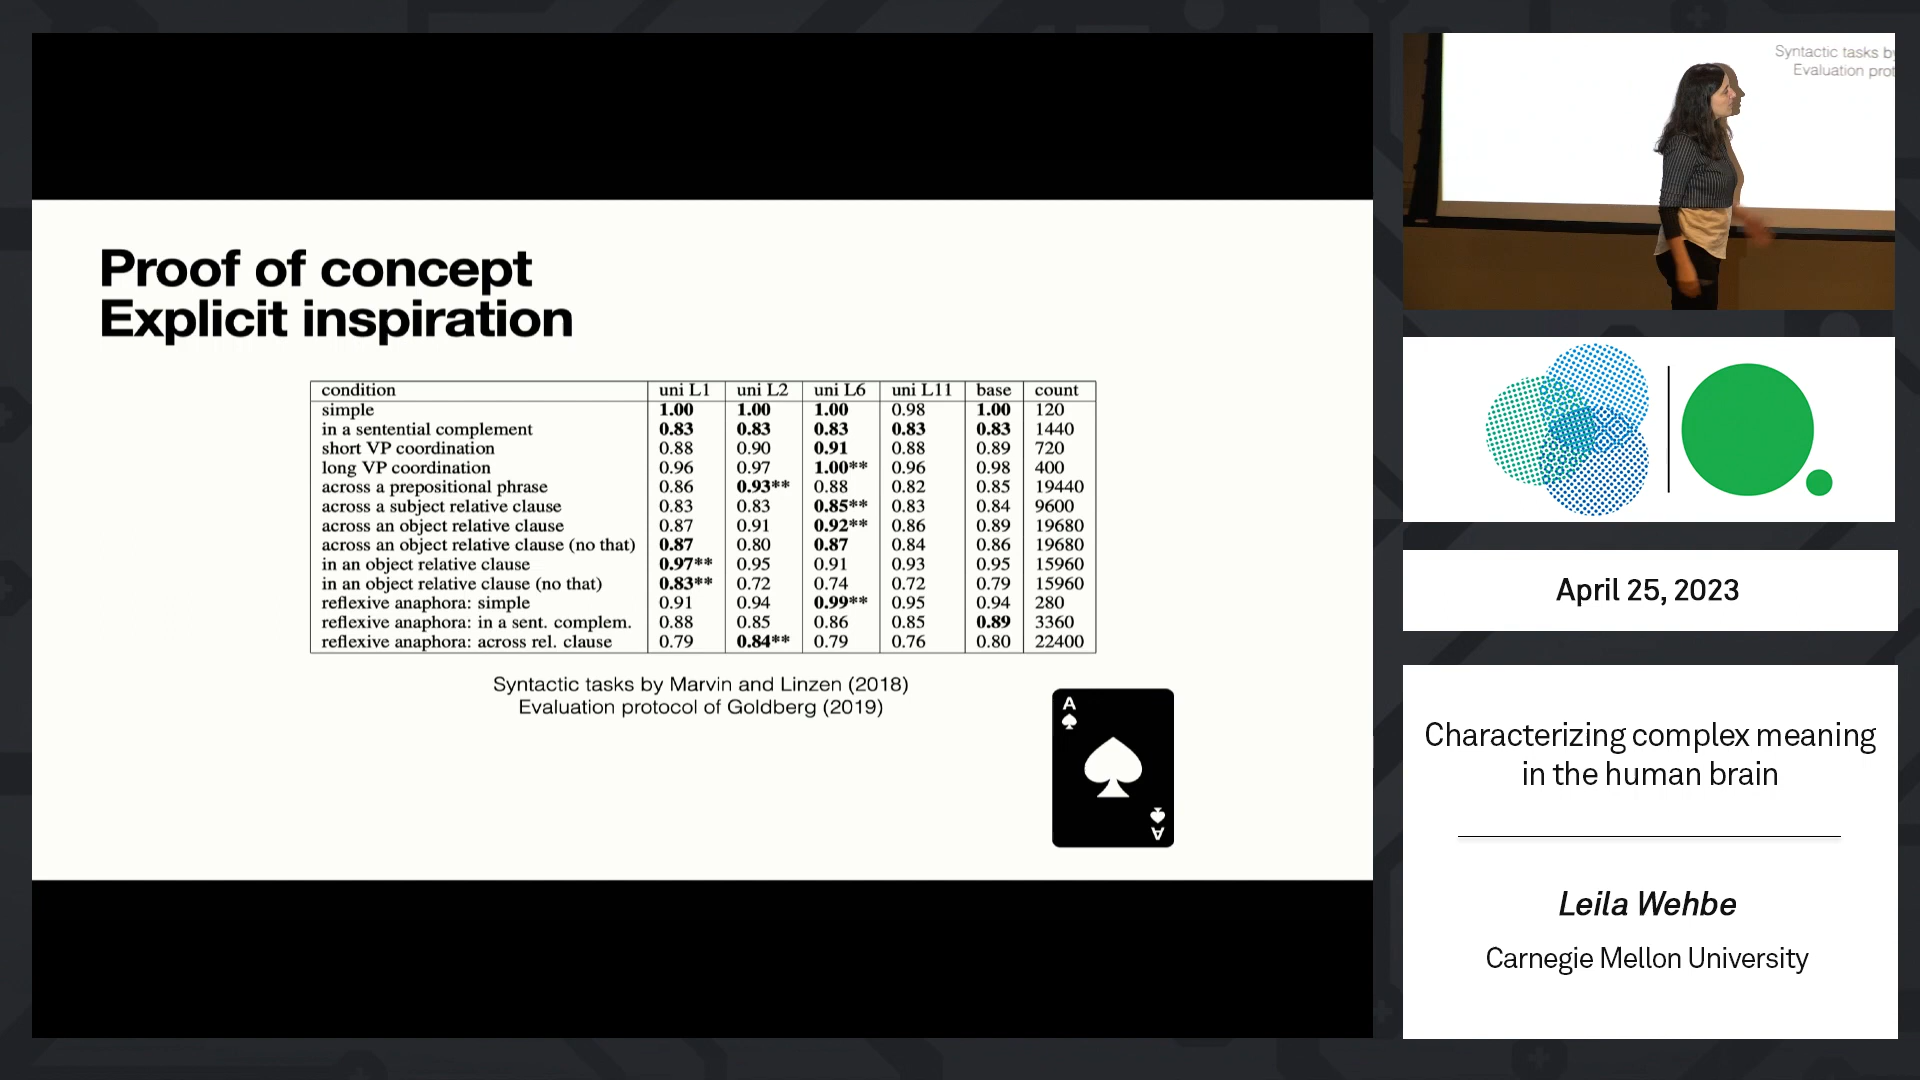 Proof of concept
Explicit inspiration
condition uni L1 uni L2 uni L6 uni L11 base count
simple 1.00 1.00 1.00 0.98 1.00 120
in a sentential complement 0.83 0.83 0.83 0.83 0.83 1440
short VP coordination 0.88 0.90 0.91 0.88 0.89 720
long VP coordination 0.96 0.97 1.00** 0.96 0.98 400
across a prepositional phrase 0.86 0.93** 0.88 0.82 0.85 19440
across a subject relative clause 0.83 0.83 0.85** 0.83 0.84 9600
across an object relative clause 0.87 0.91 0.92** 0.86 0.89 19680
across an object relative clause (no that) 0.87 0.80 0.87 0.84 0.86 19680
in an object relative clause 0.97** 0.95 0.91 0.93 0.95 15960
in an object relative clause (no that) 0.83** 0.72 0.74 0.72 0.79 15960
reflexive anaphora: simple 0.91 0.94 0.99** 0.95 0.94 280
reflexive anaphora: in a sent. complem. 0.88 0.85 0.86 0.85 0.89 3360
reflexive anaphora: across rel. clause 0.79 0.84** 0.79 0.76 0.80 22400
Syntactic tasks by Marvin and Linzen (2018)
Evaluation protocol of Goldberg (2019)
A
A
Syntactic tasks
Evaluation
April 25, 2023
Characterizing complex meaning
in the human brain
Leila Wehbe
Carnegie Mellon University